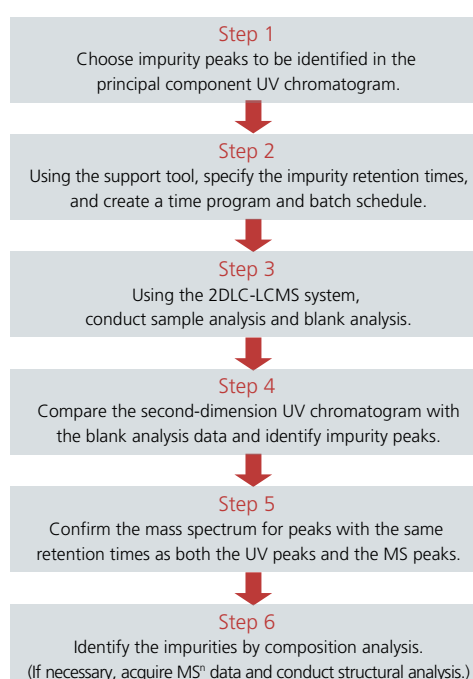 Step 1
Choose impurity peaks to be identified in the
principal component UV chromatogram.
Step 2
Using the support tool, specify the impurity retention times,
and create a time program and batch schedule.
Step 3
Using the 2DLC-LCMS system,
conduct sample analysis and blank analysis.
Step 4
Compare the second-dimension UV chromatogram with
the blank analysis data and identify impurity peaks.
Step 5
Confirm the mass spectrum for peaks with the same
retention times as both the UV peaks and the MS peaks.
Step 6
Identify the impurities by composition analysis.
(If necessary, acquire MSⁿ data and conduct structural analysis.)